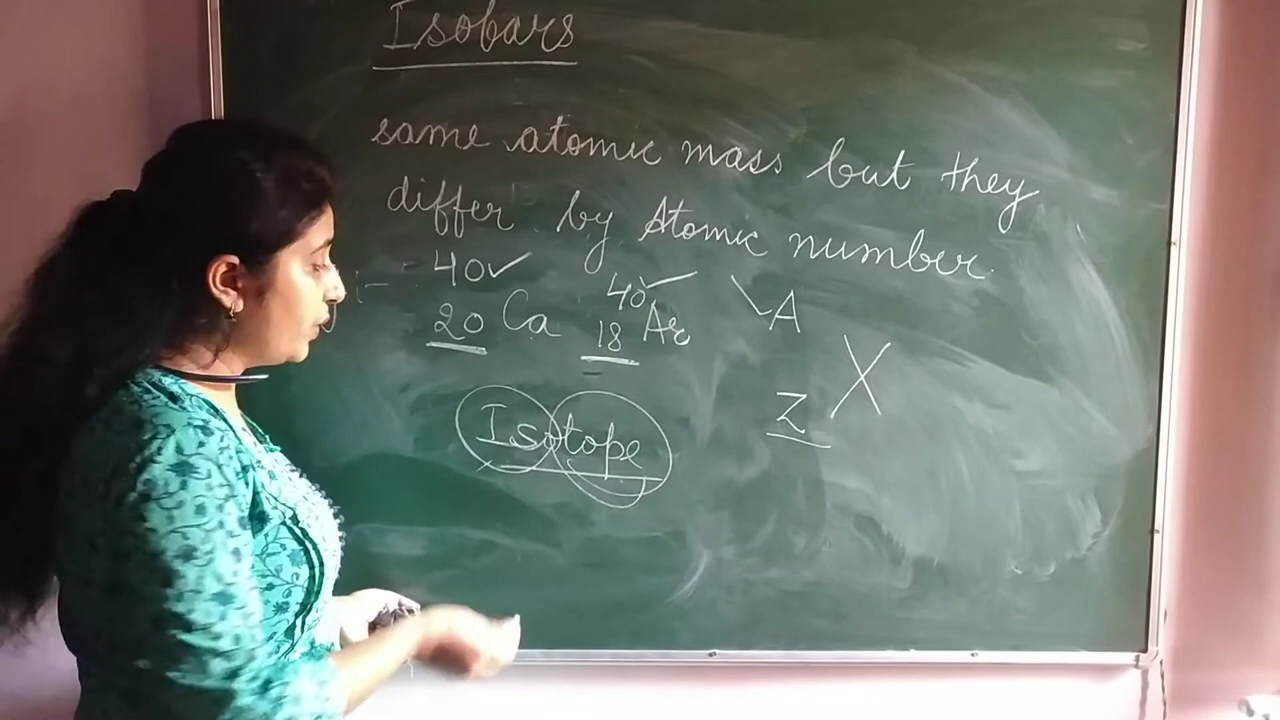 Isobars
same atomic mass but they
differ by Atomic number.
40✓ 40✓ A
20 Ca 18 Ar
Z X
Isotope